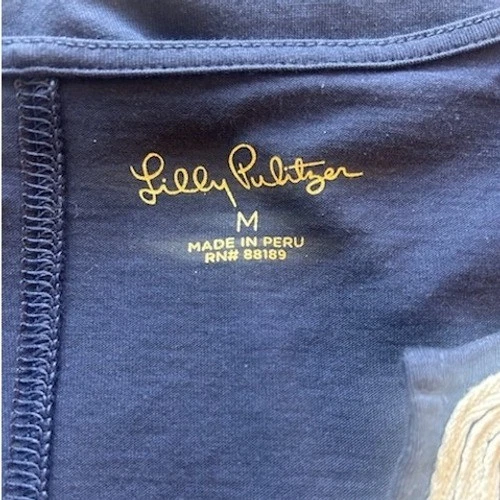 Lilly Pulitzer
M
MADE IN PERU
RN# 88189